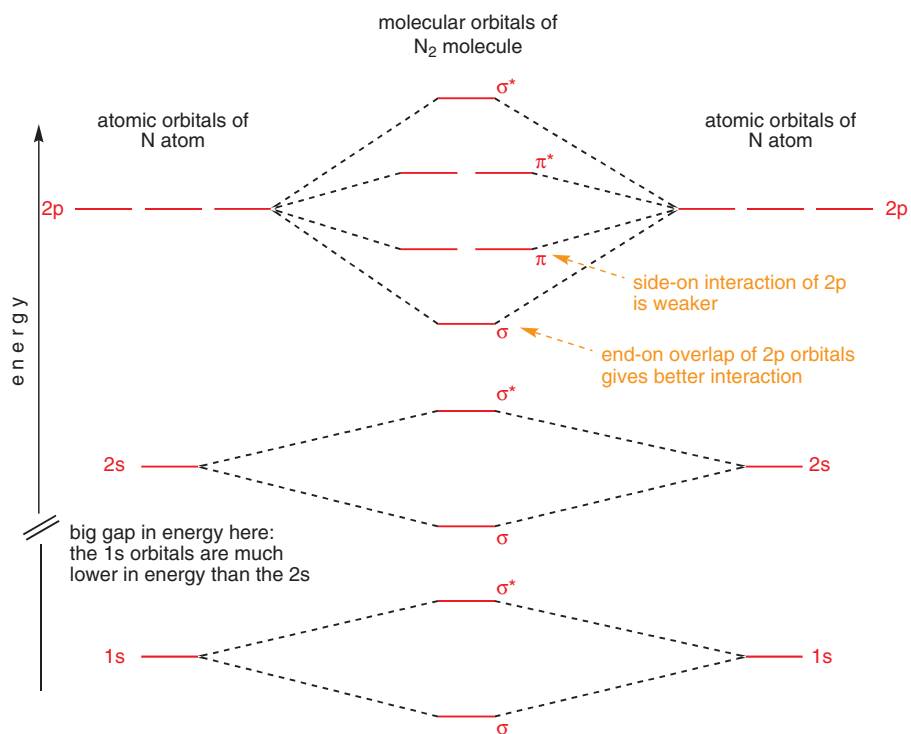 molecular orbitals of
N2 molecule
σ*
atomic orbitals of
N atom
atomic orbitals of
N atom
π*
2p
2p
π
side-on interaction of 2p
is weaker
σ
end-on overlap of 2p orbitals
gives better interaction
energy
σ*
2s
2s
σ
big gap in energy here:
the 1s orbitals are much
lower in energy than the 2s
σ*
1s
1s
σ